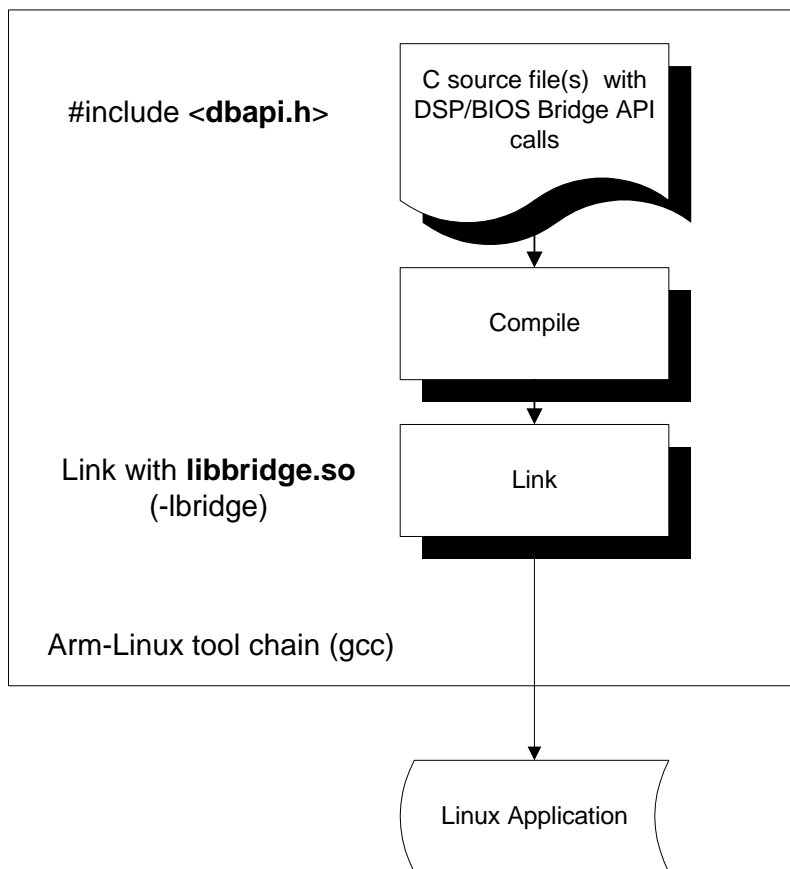 #include <dbapi.h>
C source file(s)  with
DSP/BIOS Bridge API
calls
Compile
Link with libbridge.so
(-lbridge)
Link
Arm-Linux tool chain (gcc)
Linux Application